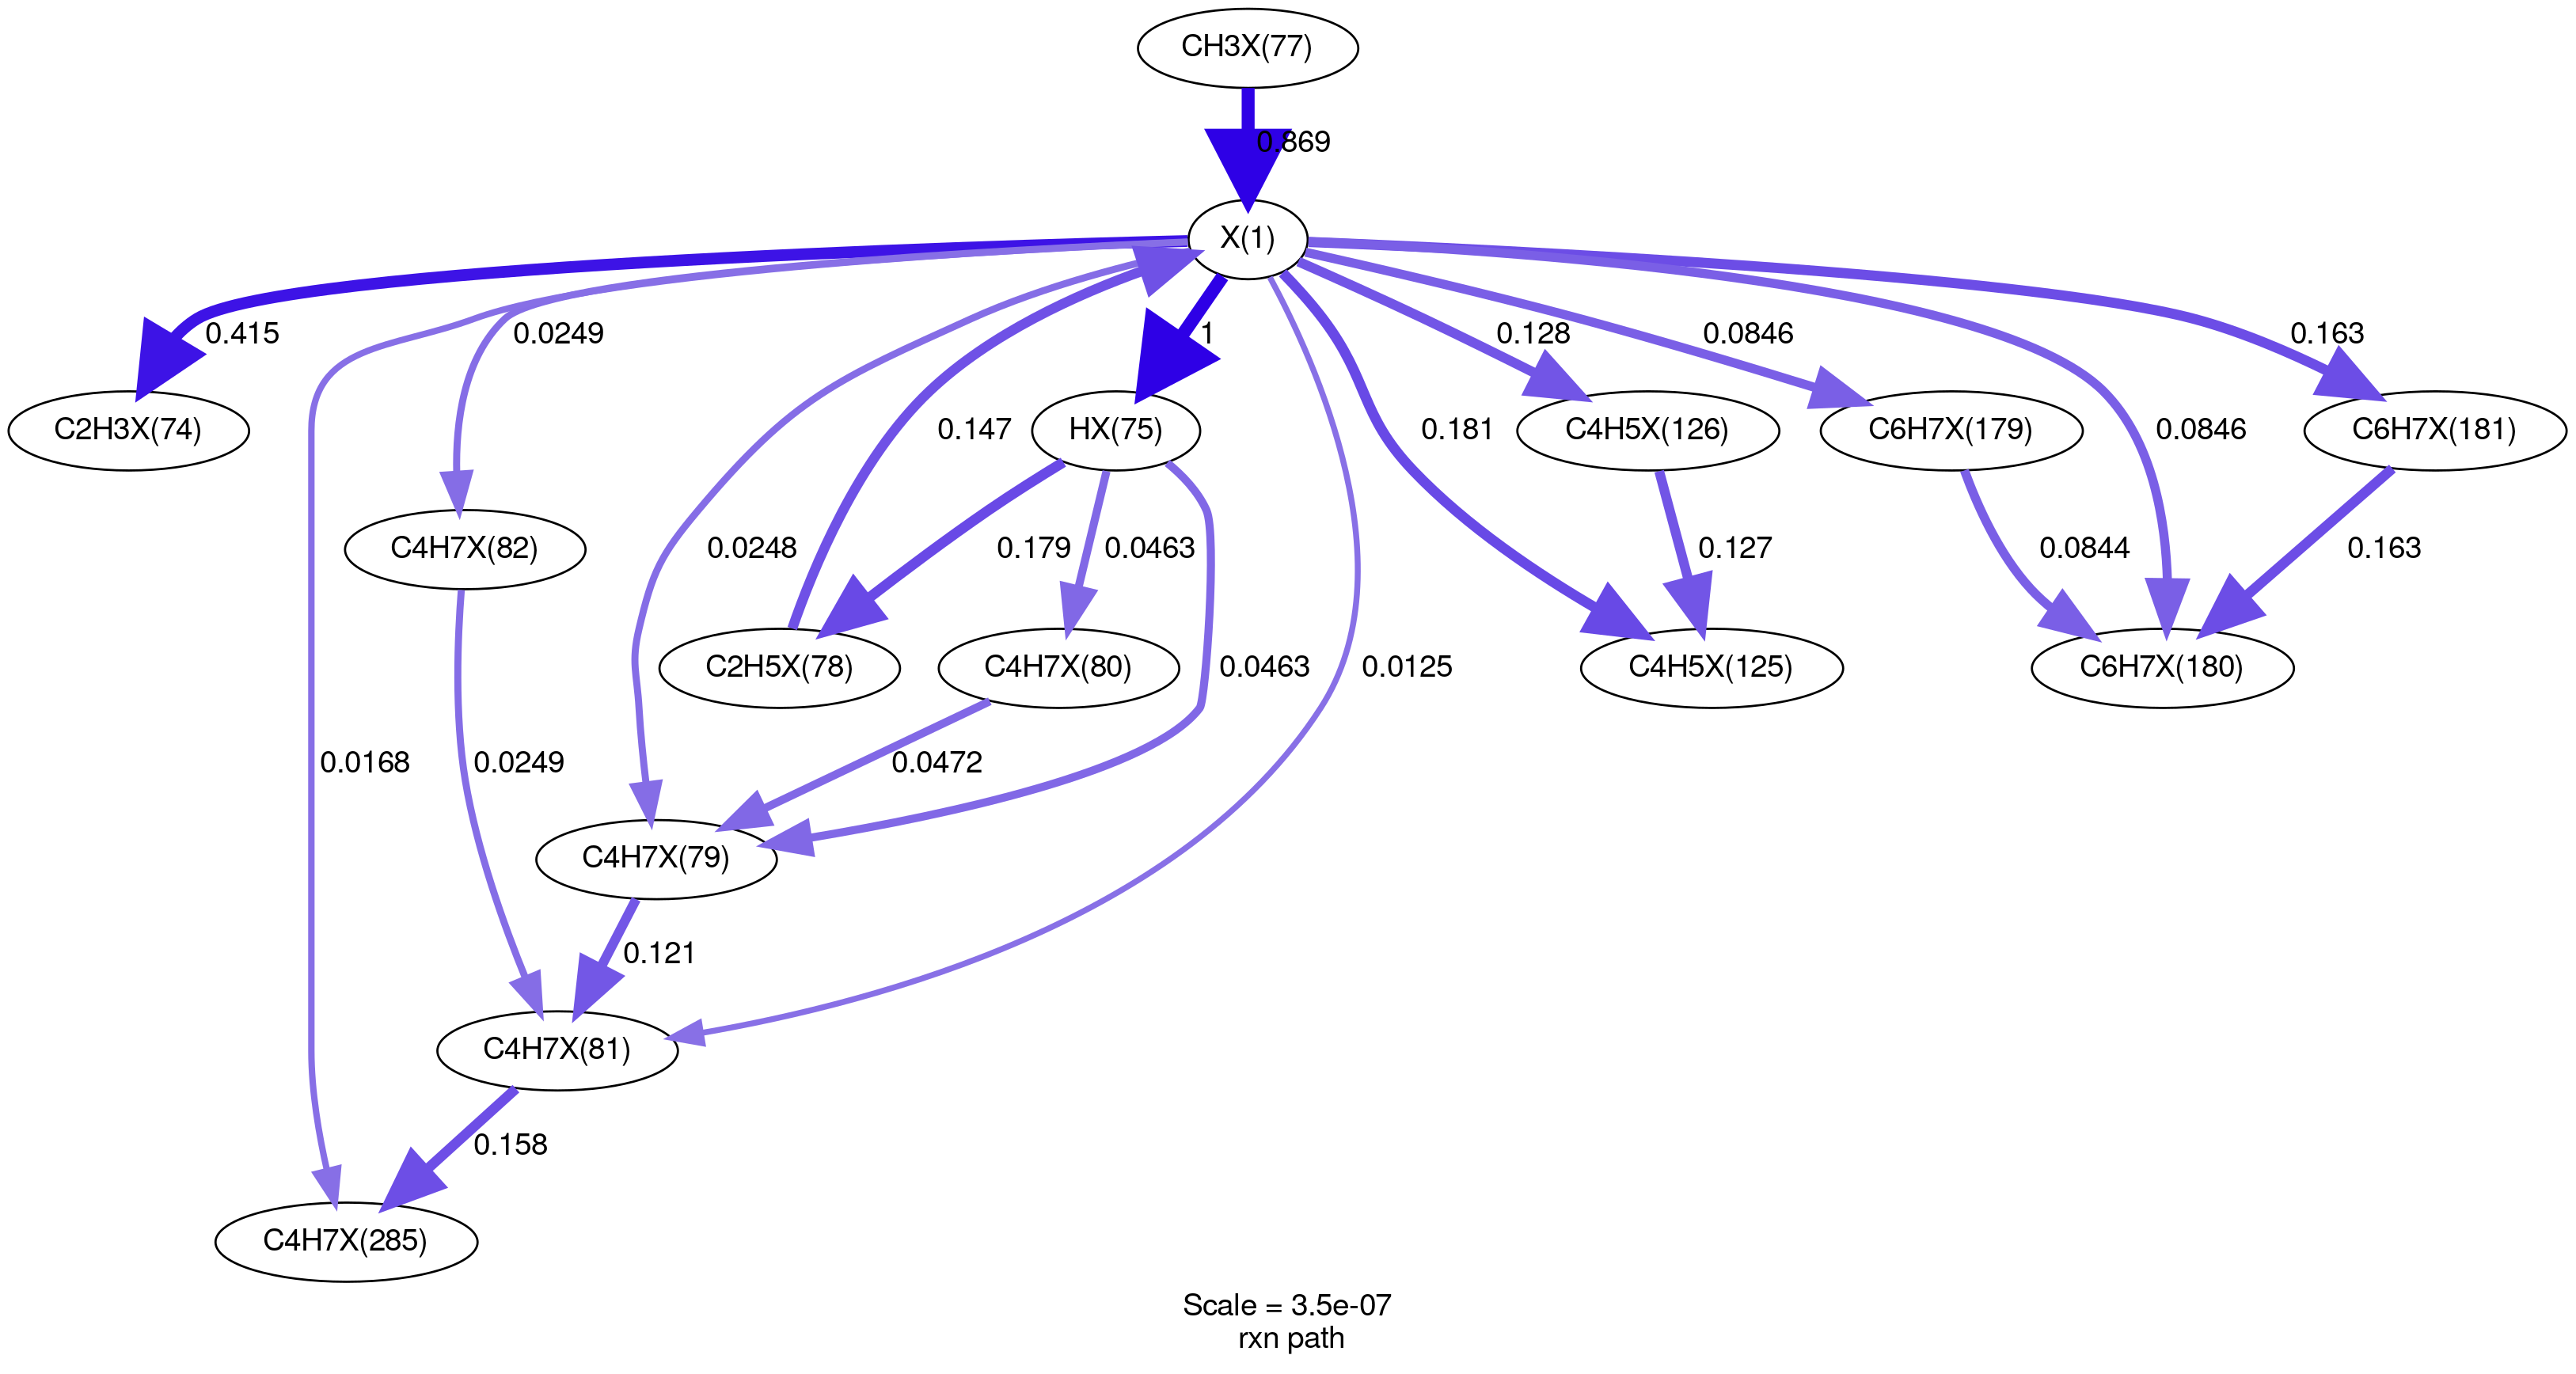 CH3X(77)
0.869
X(1)
0.415
0.0249
1
0.128
0.0846
0.163
C2H3X(74)
0.147
HX(75)
0.181
C4H5X(126)
C6H7X(179)
0.0846
C6H7X(181)
C4H7X(82)
0.0248
0.179
0.0463
0.127
0.0844
0.163
C2H5X(78)
C4H7X(80)
0.0463
0.0125
C4H5X(125)
C6H7X(180)
0.0168
0.0249
0.0472
C4H7X(79)
0.121
C4H7X(81)
0.158
C4H7X(285)
Scale = 3.5e-07
rxn path